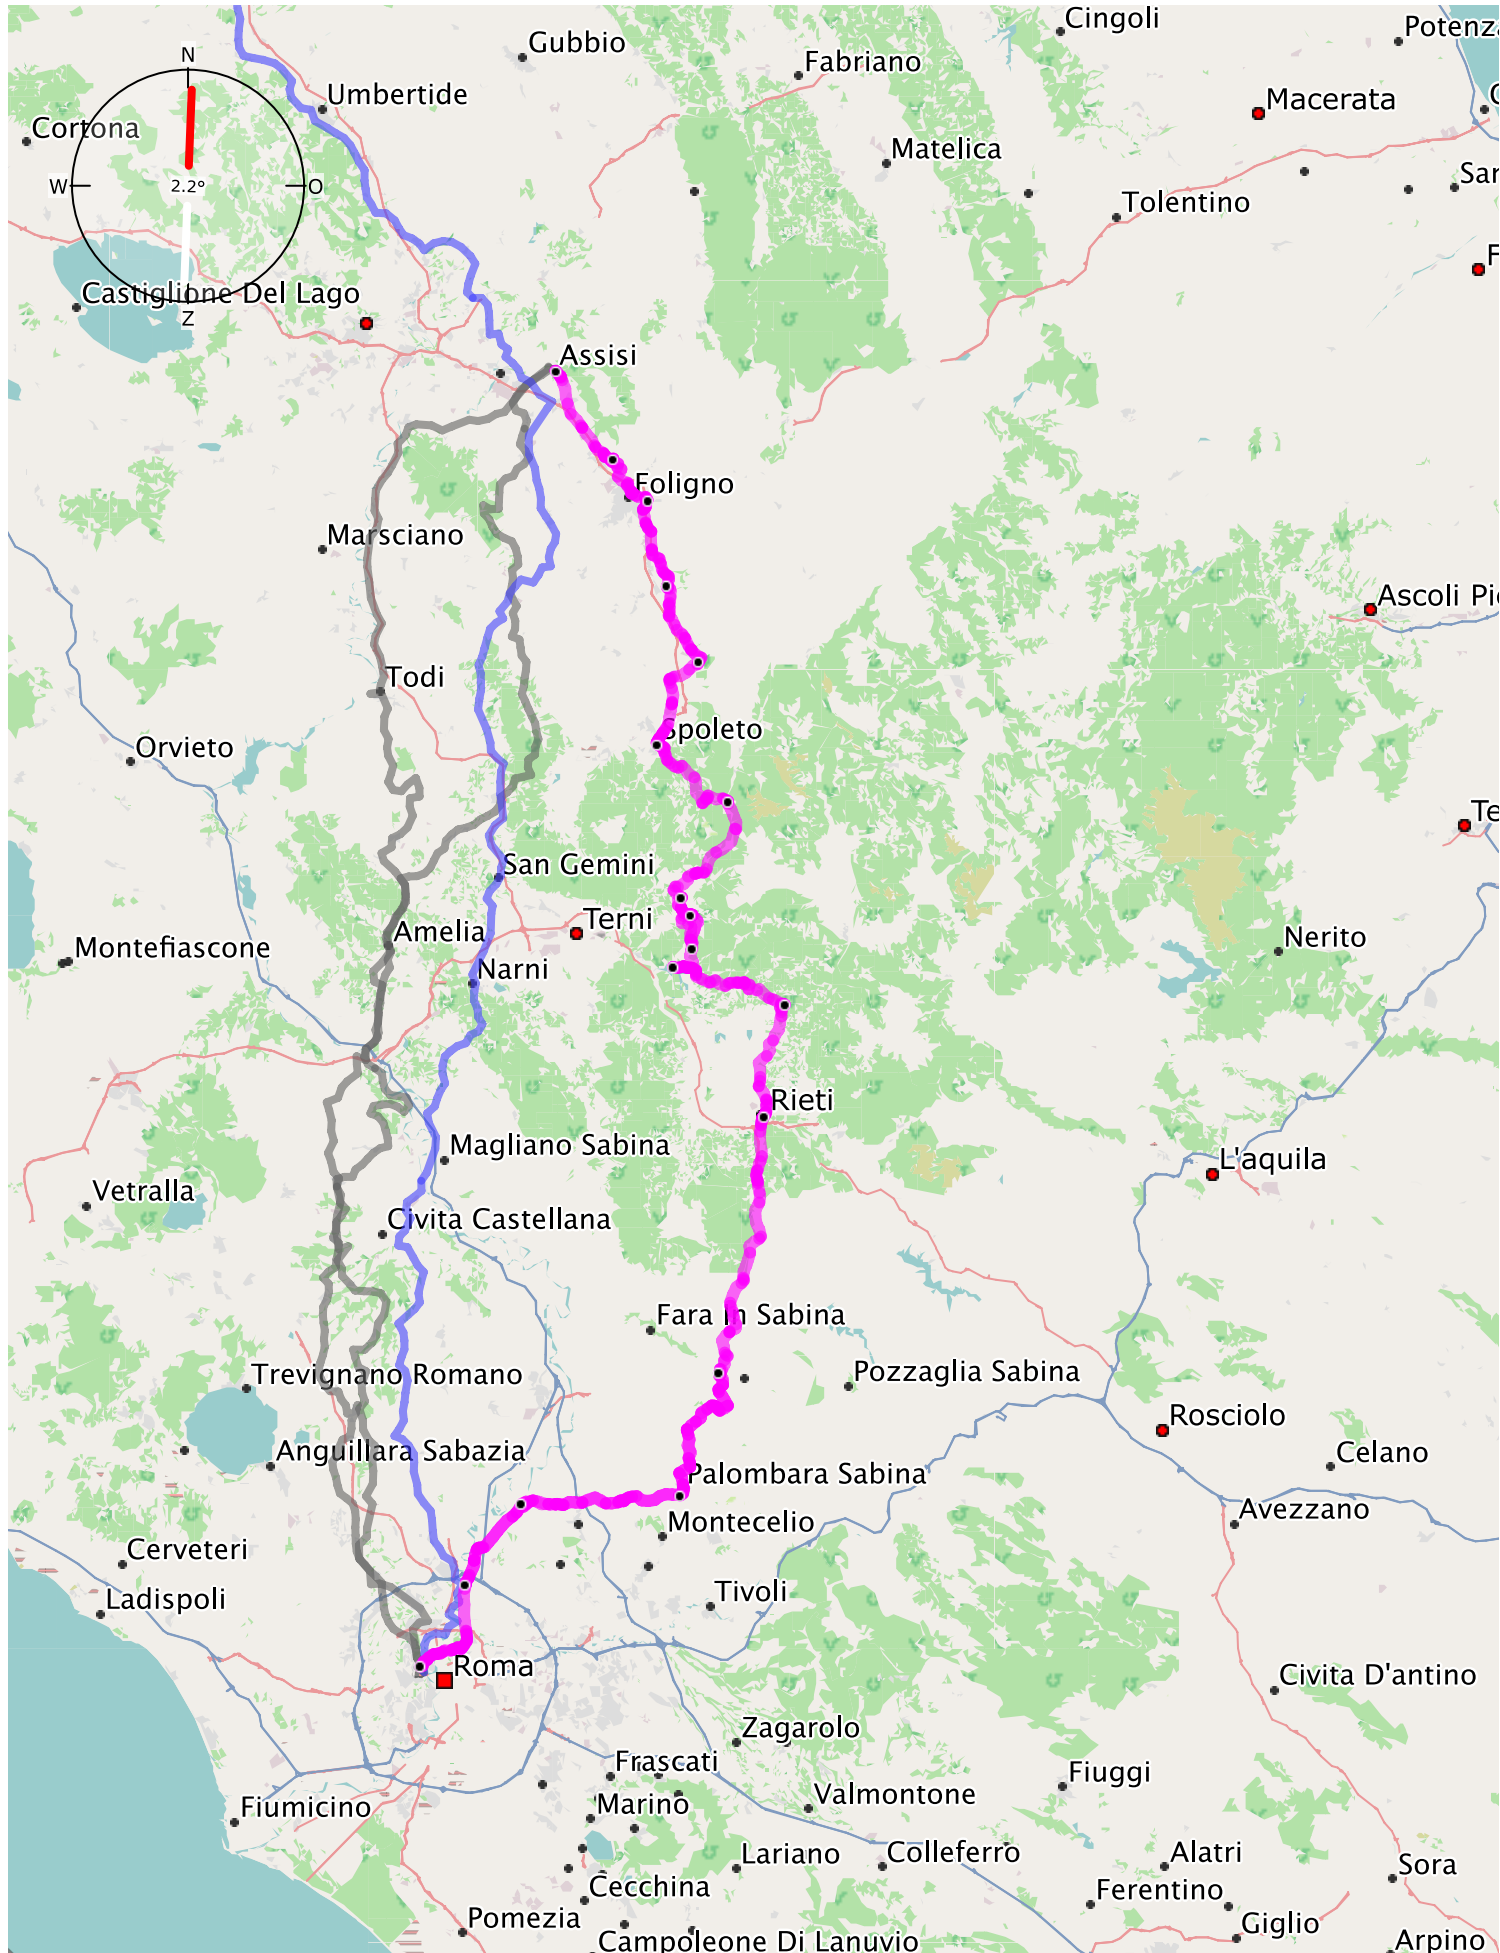 Cingoli
Potenz
Gubbio
Fabriano
N
Umbertide
Macerata
C
Cortona
Matelica
W
2.2°
O
Sar
Tolentino
F
Castiglione Del Lago
Z
Assisi
Foligno
Marsciano
Ascoli Pi
Todi
Spoleto
Orvieto
Te
San Gemini
Terni
Amelia
Nerito
Montefiascone
Narni
Rieti
Magliano Sabina
L'aquila
Vetralla
Civita Castellana
Fara In Sabina
Trevignano Romano
Pozzaglia Sabina
Rosciolo
Anguillara Sabazia
Celano
Palombara Sabina
Avezzano
Montecelio
Cerveteri
Ladispoli
Tivoli
Roma
Civita D'antino
Zagarolo
Frascati
Fiuggi
Valmontone
Marino
Fiumicino
Lariano
Colleferro
Alatri
Sora
Cecchina
Ferentino
Pomezia
Giglio
Campoleone Di Lanuvio
Arpino